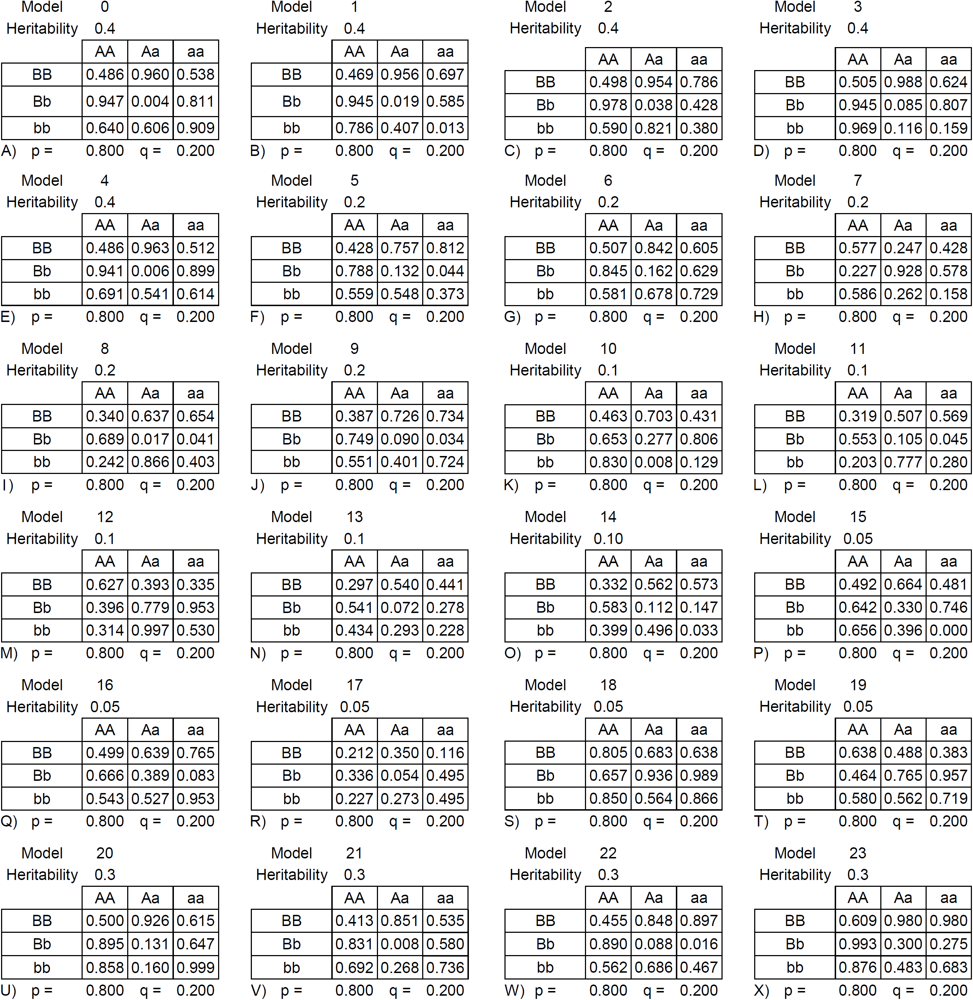 Model 0 Model 1 Model 2 Model 3
Heritability 0.4 Heritability 0.4 Heritability 0.4 Heritability 0.4
AA Aa aa AA Aa aa AA Aa aa AA Aa aa
BB 0.486 0.960 0.538 BB 0.469 0.956 0.697 BB 0.498 0.954 0.786 BB 0.505 0.988 0.624
Bb 0.947 0.004 0.811 Bb 0.945 0.019 0.585 Bb 0.978 0.038 0.428 Bb 0.945 0.085 0.807
bb 0.640 0.606 0.909 bb 0.786 0.407 0.013 bb 0.590 0.821 0.380 bb 0.969 0.116 0.159
A) p = 0.800 q = 0.200 B) p = 0.800 q = 0.200 C) p = 0.800 q = 0.200 D) p = 0.800 q = 0.200
Model 4 Model 5 Model 6 Model 7
Heritability 0.4 Heritability 0.2 Heritability 0.2 Heritability 0.2
AA Aa aa AA Aa aa AA Aa aa AA Aa aa
BB 0.486 0.963 0.512 BB 0.428 0.757 0.812 BB 0.507 0.842 0.605 BB 0.577 0.247 0.428
Bb 0.941 0.006 0.899 Bb 0.788 0.132 0.044 Bb 0.845 0.162 0.629 Bb 0.227 0.928 0.578
bb 0.691 0.541 0.614 bb 0.559 0.548 0.373 bb 0.581 0.678 0.729 bb 0.586 0.262 0.158
E) p = 0.800 q = 0.200 F) p = 0.800 q = 0.200 G) p = 0.800 q = 0.200 H) p = 0.800 q = 0.200
Model 8 Model 9 Model 10 Model 11
Heritability 0.2 Heritability 0.2 Heritability 0.1 Heritability 0.1
AA Aa aa AA Aa aa AA Aa aa AA Aa aa
BB 0.340 0.637 0.654 BB 0.387 0.726 0.734 BB 0.463 0.703 0.431 BB 0.319 0.507 0.569
Bb 0.689 0.017 0.041 Bb 0.749 0.090 0.034 Bb 0.653 0.277 0.806 Bb 0.553 0.105 0.045
bb 0.242 0.866 0.403 bb 0.551 0.401 0.724 bb 0.830 0.008 0.129 bb 0.203 0.777 0.280
I) p = 0.800 q = 0.200 J) p = 0.800 q = 0.200 K) p = 0.800 q = 0.200 L) p = 0.800 q = 0.200
Model 12 Model 13 Model 14 Model 15
Heritability 0.1 Heritability 0.1 Heritability 0.10 Heritability 0.05
AA Aa aa AA Aa aa AA Aa aa AA Aa aa
BB 0.627 0.393 0.335 BB 0.297 0.540 0.441 BB 0.332 0.562 0.573 BB 0.492 0.664 0.481
Bb 0.396 0.779 0.953 Bb 0.541 0.072 0.278 Bb 0.583 0.112 0.147 Bb 0.642 0.330 0.746
bb 0.314 0.997 0.530 bb 0.434 0.293 0.228 bb 0.399 0.496 0.033 bb 0.656 0.396 0.000
M) p = 0.800 q = 0.200 N) p = 0.800 q = 0.200 O) p = 0.800 q = 0.200 P) p = 0.800 q = 0.200
Model 16 Model 17 Model 18 Model 19
Heritability 0.05 Heritability 0.05 Heritability 0.05 Heritability 0.05
AA Aa aa AA Aa aa AA Aa aa AA Aa aa
BB 0.499 0.639 0.765 BB 0.212 0.350 0.116 BB 0.805 0.683 0.638 BB 0.638 0.488 0.383
Bb 0.666 0.389 0.083 Bb 0.336 0.054 0.495 Bb 0.657 0.936 0.989 Bb 0.464 0.765 0.957
bb 0.543 0.527 0.953 bb 0.227 0.273 0.495 bb 0.850 0.564 0.866 bb 0.580 0.562 0.719
Q) p = 0.800 q = 0.200 R) p = 0.800 q = 0.200 S) p = 0.800 q = 0.200 T) p = 0.800 q = 0.200
Model 20 Model 21 Model 22 Model 23
Heritability 0.3 Heritability 0.3 Heritability 0.3 Heritability 0.3
AA Aa aa AA Aa aa AA Aa aa AA Aa aa
BB 0.500 0.926 0.615 BB 0.413 0.851 0.535 BB 0.455 0.848 0.897 BB 0.609 0.980 0.980
Bb 0.895 0.131 0.647 Bb 0.831 0.008 0.580 Bb 0.890 0.088 0.016 Bb 0.993 0.300 0.275
bb 0.858 0.160 0.999 bb 0.692 0.268 0.736 bb 0.562 0.686 0.467 bb 0.876 0.483 0.683
U) p = 0.800 q = 0.200 V) p = 0.800 q = 0.200 W) p = 0.800 q = 0.200 X) p = 0.800 q = 0.200